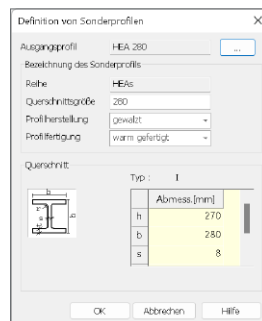 Definition von Sonderprofilen
Ausgangsprofil HEA 280 ...
Bezeichnung des Sonderprofils
Reihe HEAs
Querschnittsgröße 280
Profilherstellung gewalzt
Profilfertigung warm gefertigt
Querschnitt
Typ : I
Abmess.[mm]
h 270
b 280
s 8
OK Abbrechen Hilfe